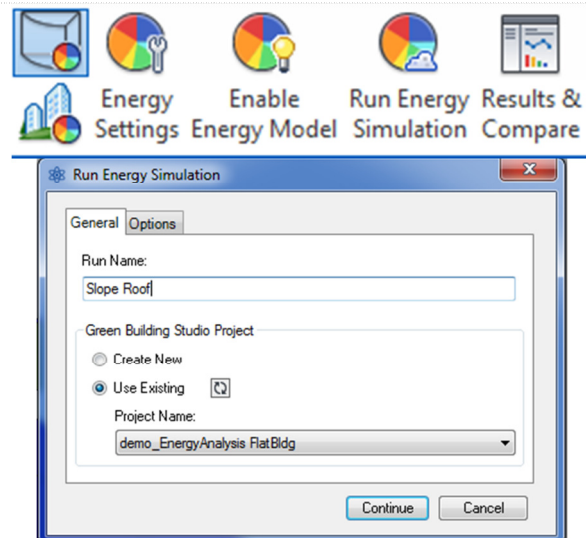 Energy Settings
Enable Energy Model
Run Energy Simulation
Results & Compare
Run Energy Simulation
General
Options
Run Name:
Slope Roof
Green Building Studio Project
Create New
Use Existing
Project Name:
demo_EnergyAnalysis FlatBldg
Continue
Cancel